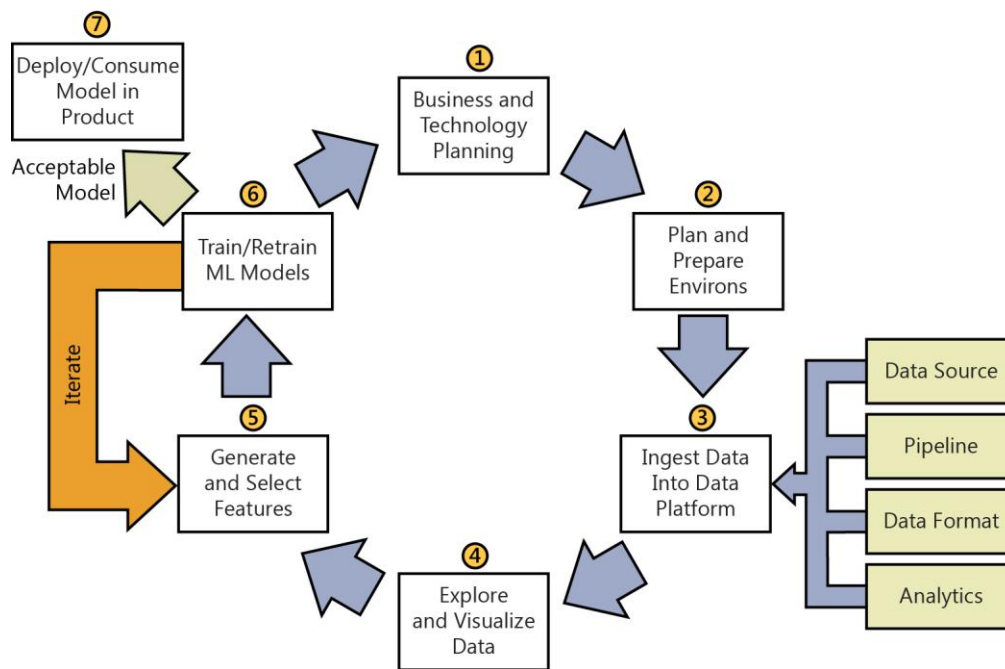 7
Deploy/Consume
Model in
Product
Acceptable
Model
1
Business and
Technology
Planning
2
Plan and
Prepare
Environs
3
Ingest Data
Into Data
Platform
Data Source
Pipeline
Data Format
Analytics
4
Explore
and Visualize
Data
5
Generate
and Select
Features
6
Train/Retrain
ML Models
Iterate